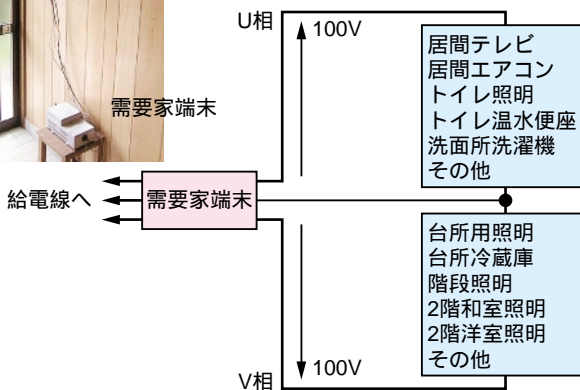 U相
100V
居間テレビ
居間エアコン
トイレ照明
トイレ温水便座
洗面所洗濯機
その他
需要家端末
給電線へ
需要家端末
台所用照明
台所冷蔵庫
階段照明
2階和室照明
2階洋室照明
その他
100V
V相